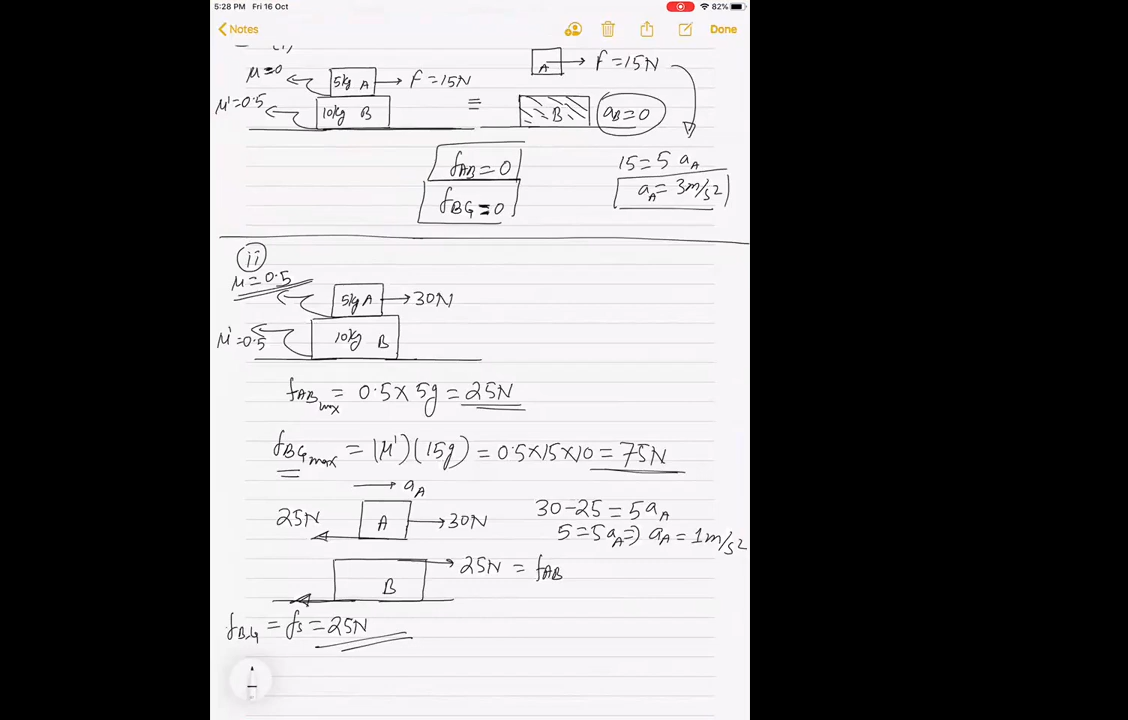 5:28 PM Fri 16 Oct
82%
Notes
Done
μ=0
5kg A
F=15N
μ'=0.5
10kg B
≡
A
F=15N
B
aB=0
fAB=0
fBG=0
15=5 aA
aA=3m/s2
ii
μ=0.5
5kg A
30N
μ'=0.5
10kg B
fABmax = 0.5×5g=25N
fBGmax = (μ')(15g)=0.5×15×10=75N
aA
25N
A
30N
30-25=5aA
5=5aA⇒ aA=1m/s2
B
25N=fAB
fBG=fs=25N